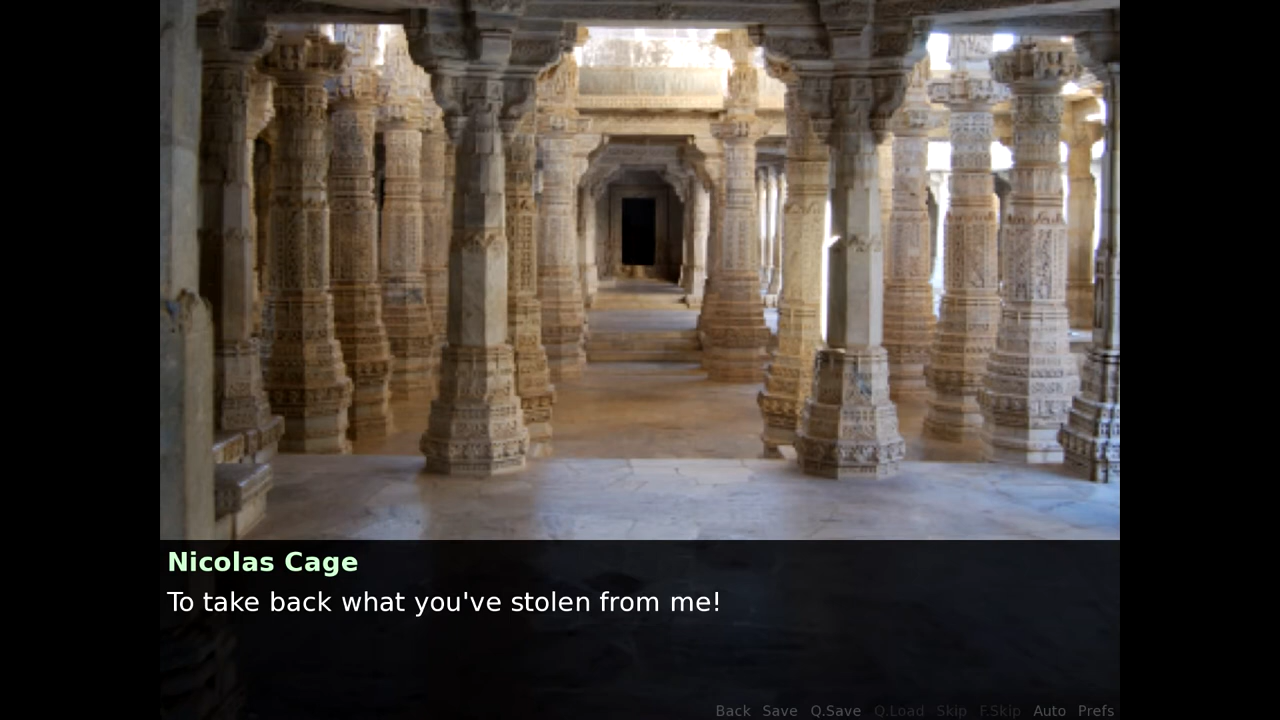 Nicolas Cage
To take back what you've stolen from me!
Back Save Q.Save Q.Load Skip F.Skip Auto Prefs